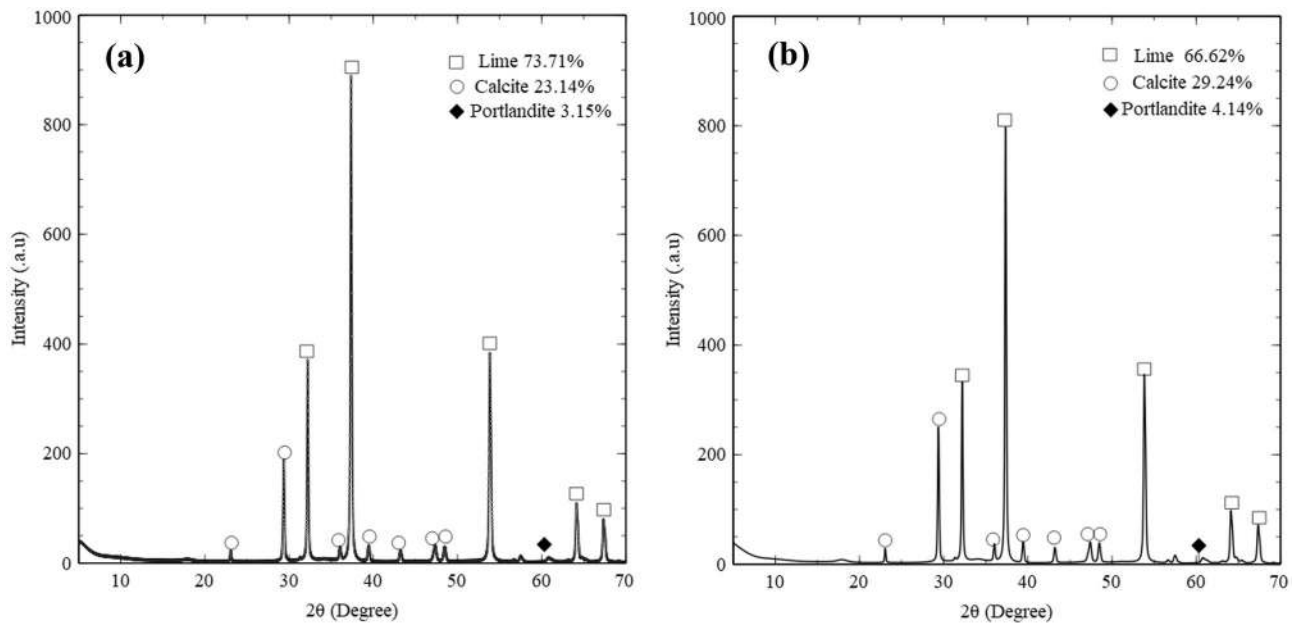 (a)
Lime 73.71%
Calcite 23.14%
Portlandite 3.15%
1000
800
600
400
200
0
Intensity (.a.u)
10 20 30 40 50 60 70
2θ (Degree)
(b)
Lime 66.62%
Calcite 29.24%
Portlandite 4.14%
1000
800
600
400
200
0
Intensity (.a.u)
10 20 30 40 50 60 70
2θ (Degree)